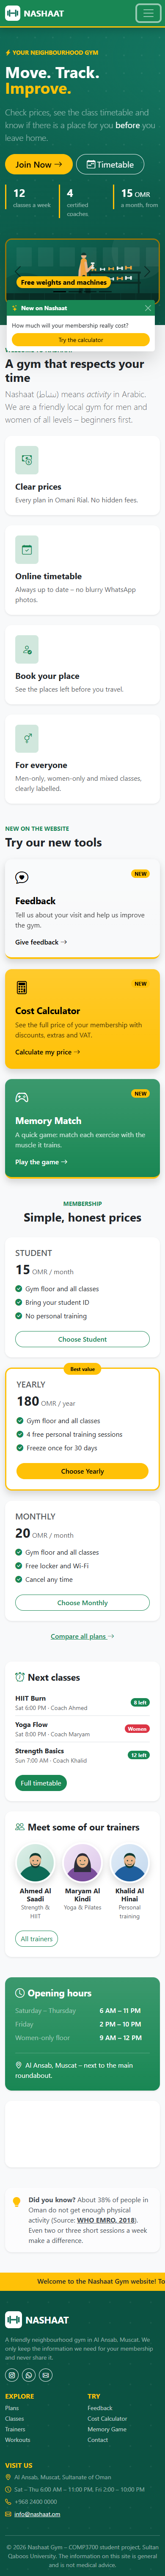 NASHAAT
YOUR NEIGHBOURHOOD GYM
Move. Track.
Improve.
Check prices, see the class timetable and
know if there is a place for you before you
leave home.
Join Now →
Timetable
12
classes a week
4
certified
coaches
15 OMR
a month, from
Free weights and machines
New on Nashaat
How much will your membership really cost?
Try the calculator
A gym that respects your
time
Nashaat (نشاط) means activity in Arabic.
We are a friendly local gym for men and
women of all levels – beginners first.
Clear prices
Every plan in Omani Rial. No hidden fees.
Online timetable
Always up to date – no blurry WhatsApp
photos.
Book your place
See the places left before you travel.
For everyone
Men-only, women-only and mixed classes,
clearly labelled.
NEW ON THE WEBSITE
Try our new tools
NEW
Feedback
Tell us about your visit and help us improve
the gym.
Give feedback →
NEW
Cost Calculator
See the full price of your membership with
discounts, extras and VAT.
Calculate my price →
NEW
Memory Match
A quick game: match each exercise with the
muscle it trains.
Play the game →
MEMBERSHIP
Simple, honest prices
STUDENT
15 OMR / month
Gym floor and all classes
Bring your student ID
No personal training
Choose Student
Best value
YEARLY
180 OMR / year
Gym floor and all classes
4 free personal training sessions
Freeze once for 30 days
Choose Yearly
MONTHLY
20 OMR / month
Gym floor and all classes
Free locker and Wi-Fi
Cancel any time
Choose Monthly
Compare all plans →
Next classes
HIIT Burn
Sat 6:00 PM · Coach Ahmed
8 left
Yoga Flow
Sat 8:00 PM · Coach Maryam
Women
Strength Basics
Sun 7:00 AM · Coach Khalid
12 left
Full timetable
Meet some of our trainers
Ahmed Al
Saadi
Strength &
HIIT
Maryam Al
Kindi
Yoga & Pilates
Khalid Al
Hinai
Personal
training
All trainers
Opening hours
Saturday – Thursday
6 AM – 11 PM
Friday
2 PM – 10 PM
Women-only floor
9 AM – 12 PM
Al Ansab, Muscat – next to the main
roundabout.
Did you know? About 38% of people in
Oman do not get enough physical
activity (Source: WHO EMRO, 2018).
Even two or three short sessions a week
make a difference.
Welcome to the Nashaat Gym website! To
NASHAAT
A friendly neighbourhood gym in Al Ansab, Muscat. We
only keep the information we need for your membership
and never share it.
EXPLORE
Plans
Classes
Trainers
Workouts
TRY
Feedback
Cost Calculator
Memory Game
Contact
VISIT US
Al Ansab, Muscat, Sultanate of Oman
Sat – Thu 6:00 AM – 11:00 PM, Fri 2:00 – 10:00 PM
+968 2400 0000
info@nashaat.om
© 2026 Nashaat Gym – COMP3700 student project, Sultan
Qaboos University. The information on this site is general
and is not medical advice.